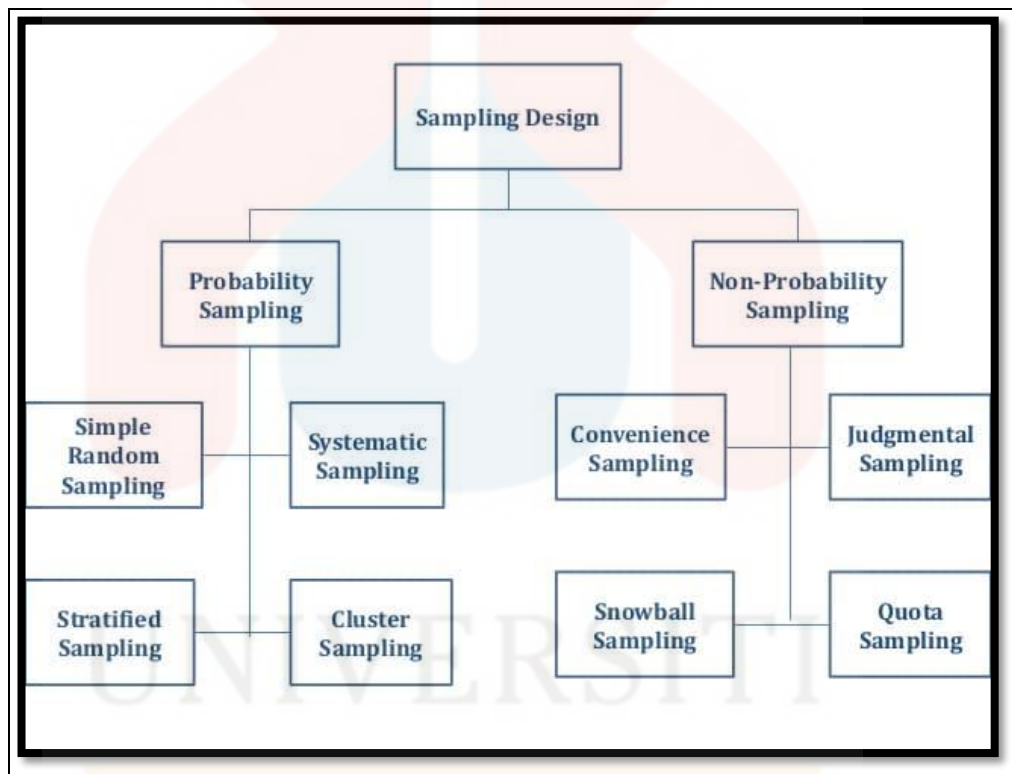 Sampling Design
Probability
Sampling
Non-Probability
Sampling
Simple
Random
Sampling
Systematic
Sampling
Convenience
Sampling
Judgmental
Sampling
Stratified
Sampling
Cluster
Sampling
Snowball
Sampling
Quota
Sampling
UNIVERSITI